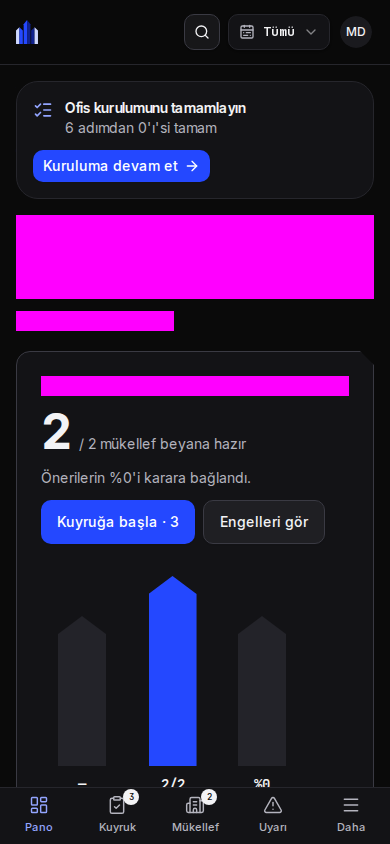 Tümü
MD
Ofis kurulumunu tamamlayın
6 adımdan 0'ı'si tamam
Kuruluma devam et
2 / 2 mükellef beyana hazır
Önerilerin %0'i karara bağlandı.
Kuyruğa başla · 3
Engelleri gör
– 2/2 %0
3
2
Pano
Kuyruk
Mükellef
Uyarı
Daha